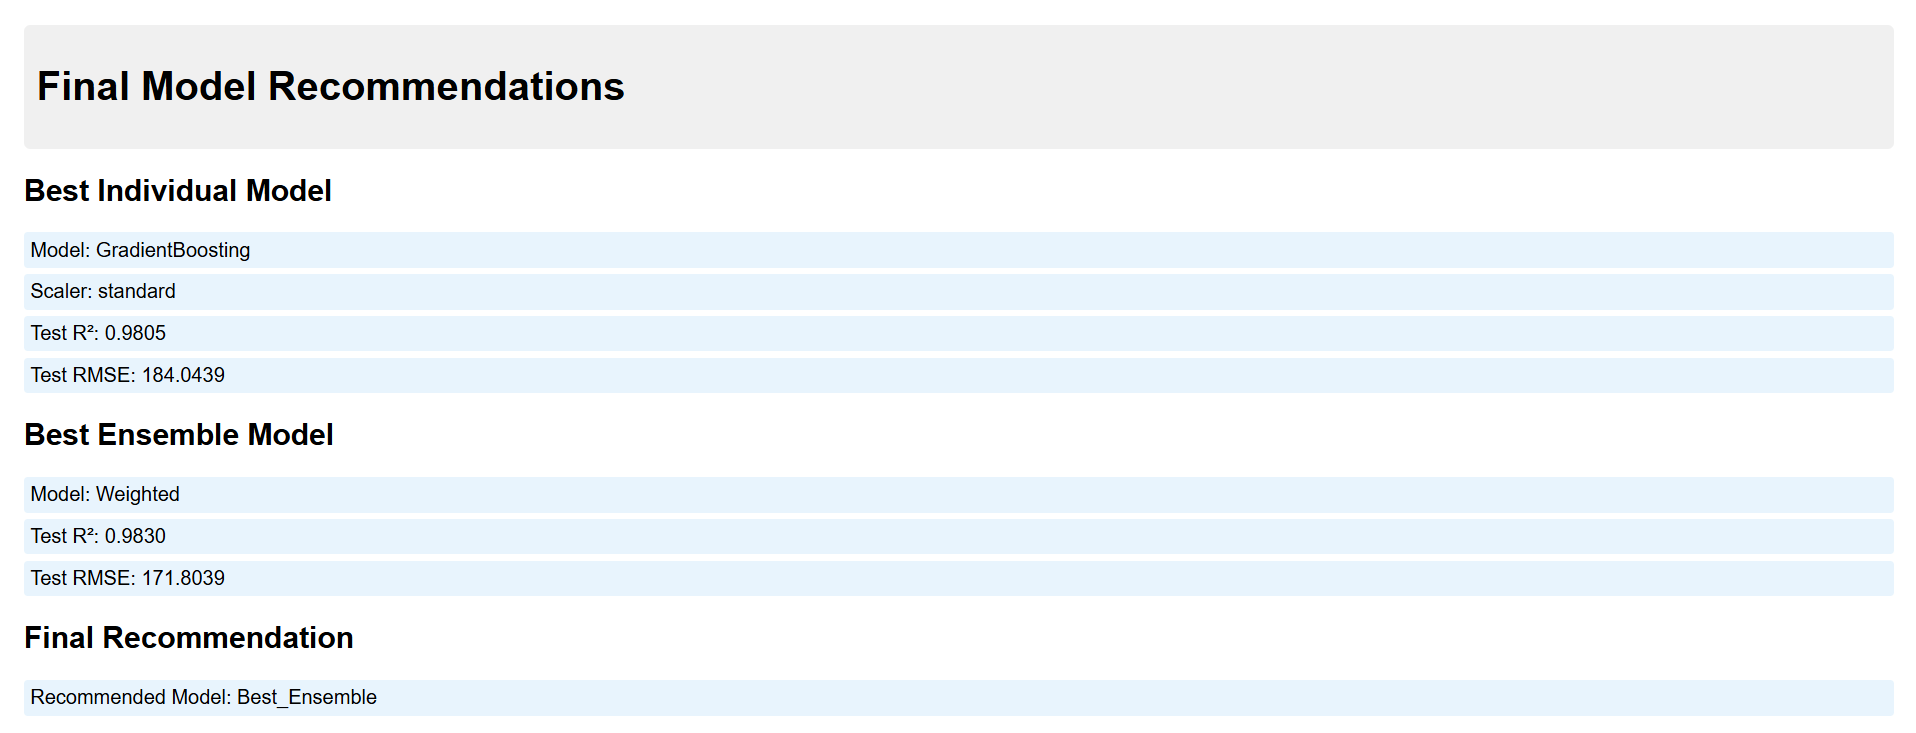 Final Model Recommendations
Best Individual Model
Model: GradientBoosting
Scaler: standard
Test R²: 0.9805
Test RMSE: 184.0439
Best Ensemble Model
Model: Weighted
Test R²: 0.9830
Test RMSE: 171.8039
Final Recommendation
Recommended Model: Best_Ensemble